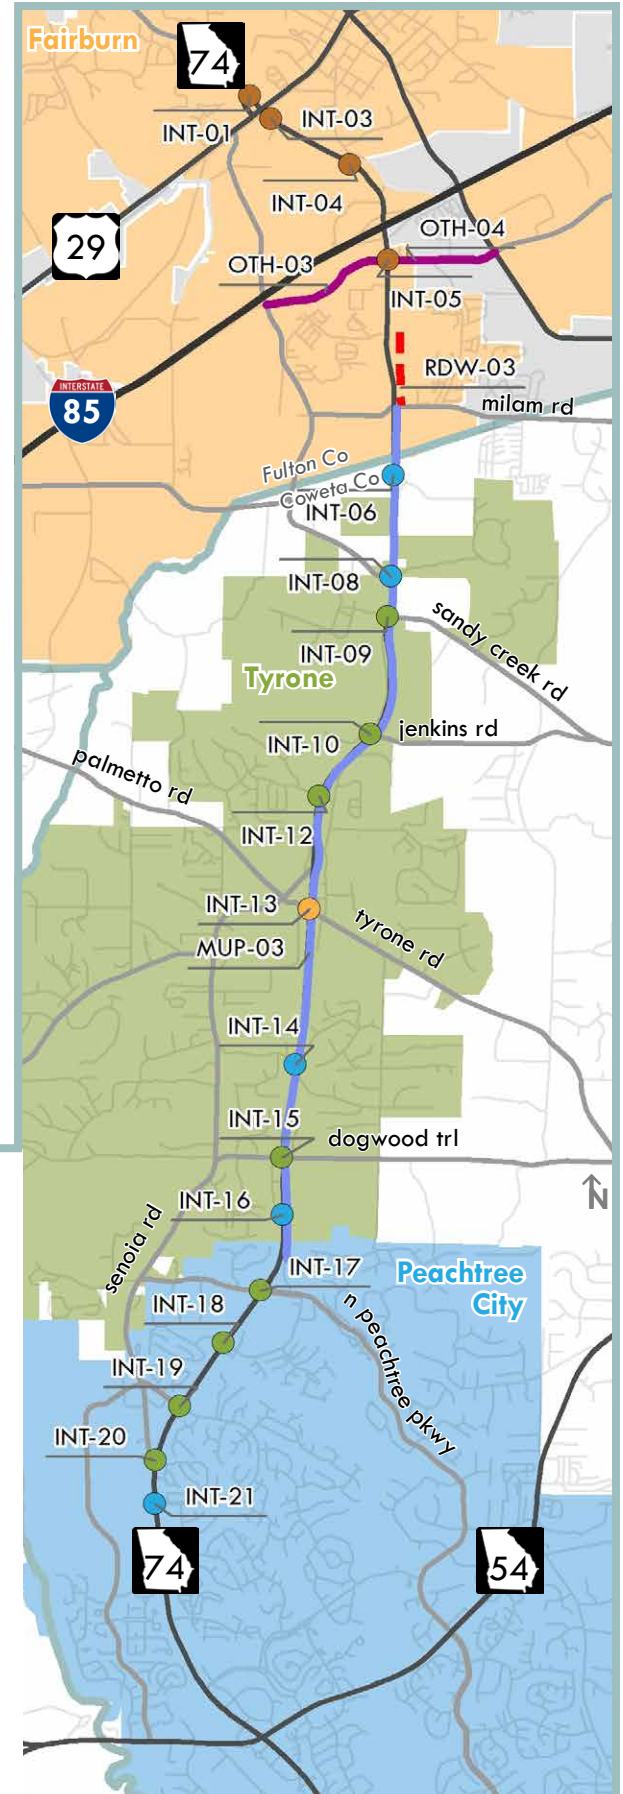 Fairburn
74
INT-01
INT-03
INT-04
29
OTH-04
OTH-03
INT-05
INTERSTATE
85
RDW-03
milam rd
Fulton Co
Coweta Co
INT-06
INT-08
sandy creek rd
INT-09
Tyrone
jenkins rd
INT-10
palmetto rd
INT-12
INT-13
tyrone rd
MUP-03
INT-14
INT-15
dogwood trl
N
INT-16
senoia rd
INT-17
Peachtree
City
INT-18
n peachtree pkwy
INT-19
INT-20
INT-21
74
54